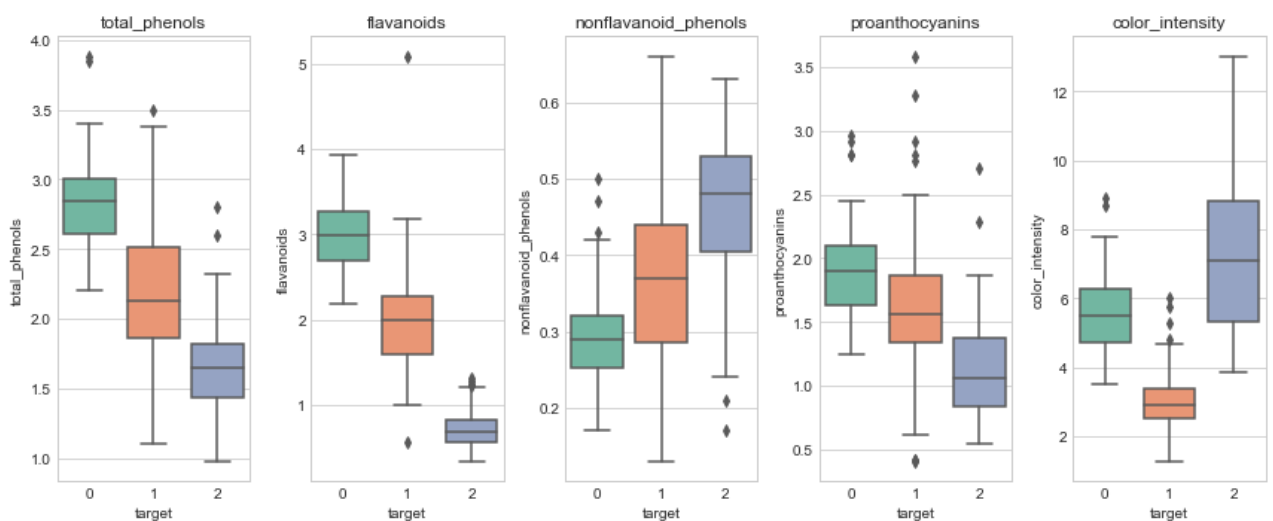 total_phenols
total_phenols
4.0
3.5
3.0
2.5
2.0
1.5
1.0
0 1 2
target
flavanoids
flavanoids
5
4
3
2
1
0 1 2
target
nonflavanoid_phenols
nonflavanoid_phenols
0.6
0.5
0.4
0.3
0.2
0 1 2
target
proanthocyanins
proanthocyanins
3.5
3.0
2.5
2.0
1.5
1.0
0.5
0 1 2
target
color_intensity
color_intensity
12
10
8
6
4
2
0 1 2
target